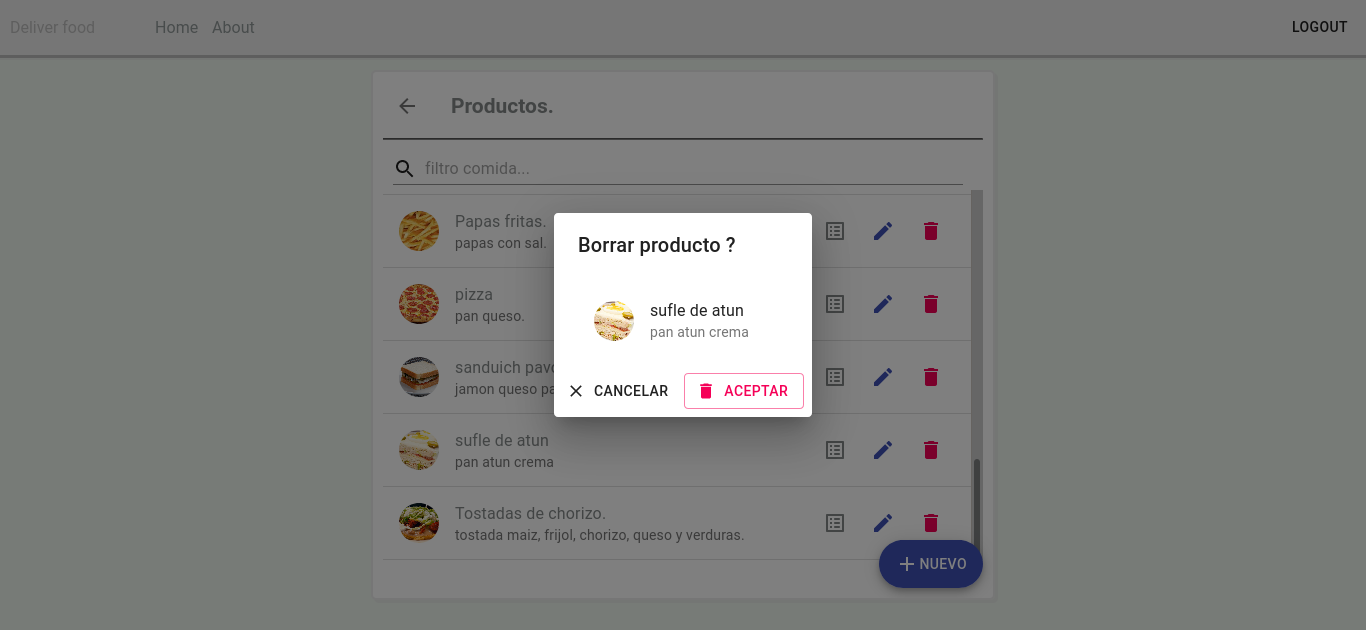 Deliver food Home About LOGOUT
Productos.
filtro comida...
Papas fritas.
papas con sal.
pizza
pan queso.
sanduich pavo
jamon queso pa
sufle de atun
pan atun crema
Tostadas de chorizo.
tostada maiz, frijol, chorizo, queso y verduras.
NUEVO
Borrar producto ?
sufle de atun
pan atun crema
CANCELAR ACEPTAR